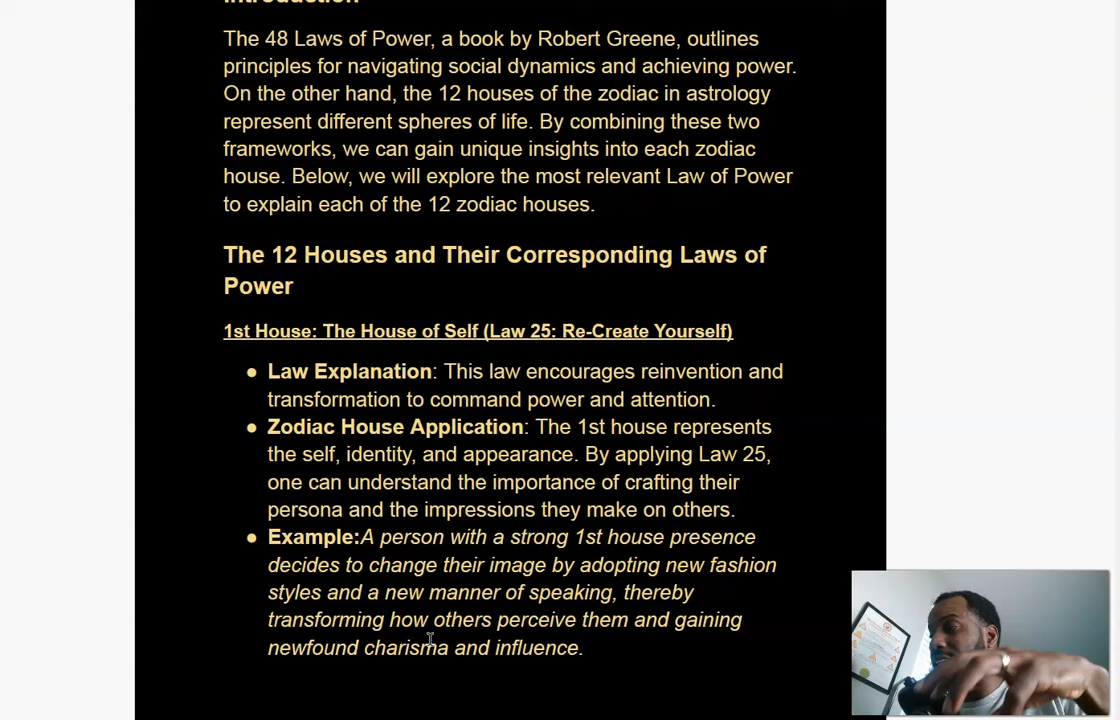 Introduction
The 48 Laws of Power, a book by Robert Greene, outlines
principles for navigating social dynamics and achieving power.
On the other hand, the 12 houses of the zodiac in astrology
represent different spheres of life. By combining these two
frameworks, we can gain unique insights into each zodiac
house. Below, we will explore the most relevant Law of Power
to explain each of the 12 zodiac houses.
The 12 Houses and Their Corresponding Laws of
Power
1st House: The House of Self (Law 25: Re-Create Yourself)
● Law Explanation: This law encourages reinvention and
transformation to command power and attention.
● Zodiac House Application: The 1st house represents
the self, identity, and appearance. By applying Law 25,
one can understand the importance of crafting their
persona and the impressions they make on others.
● Example:A person with a strong 1st house presence
decides to change their image by adopting new fashion
styles and a new manner of speaking, thereby
transforming how others perceive them and gaining
newfound charisma and influence.